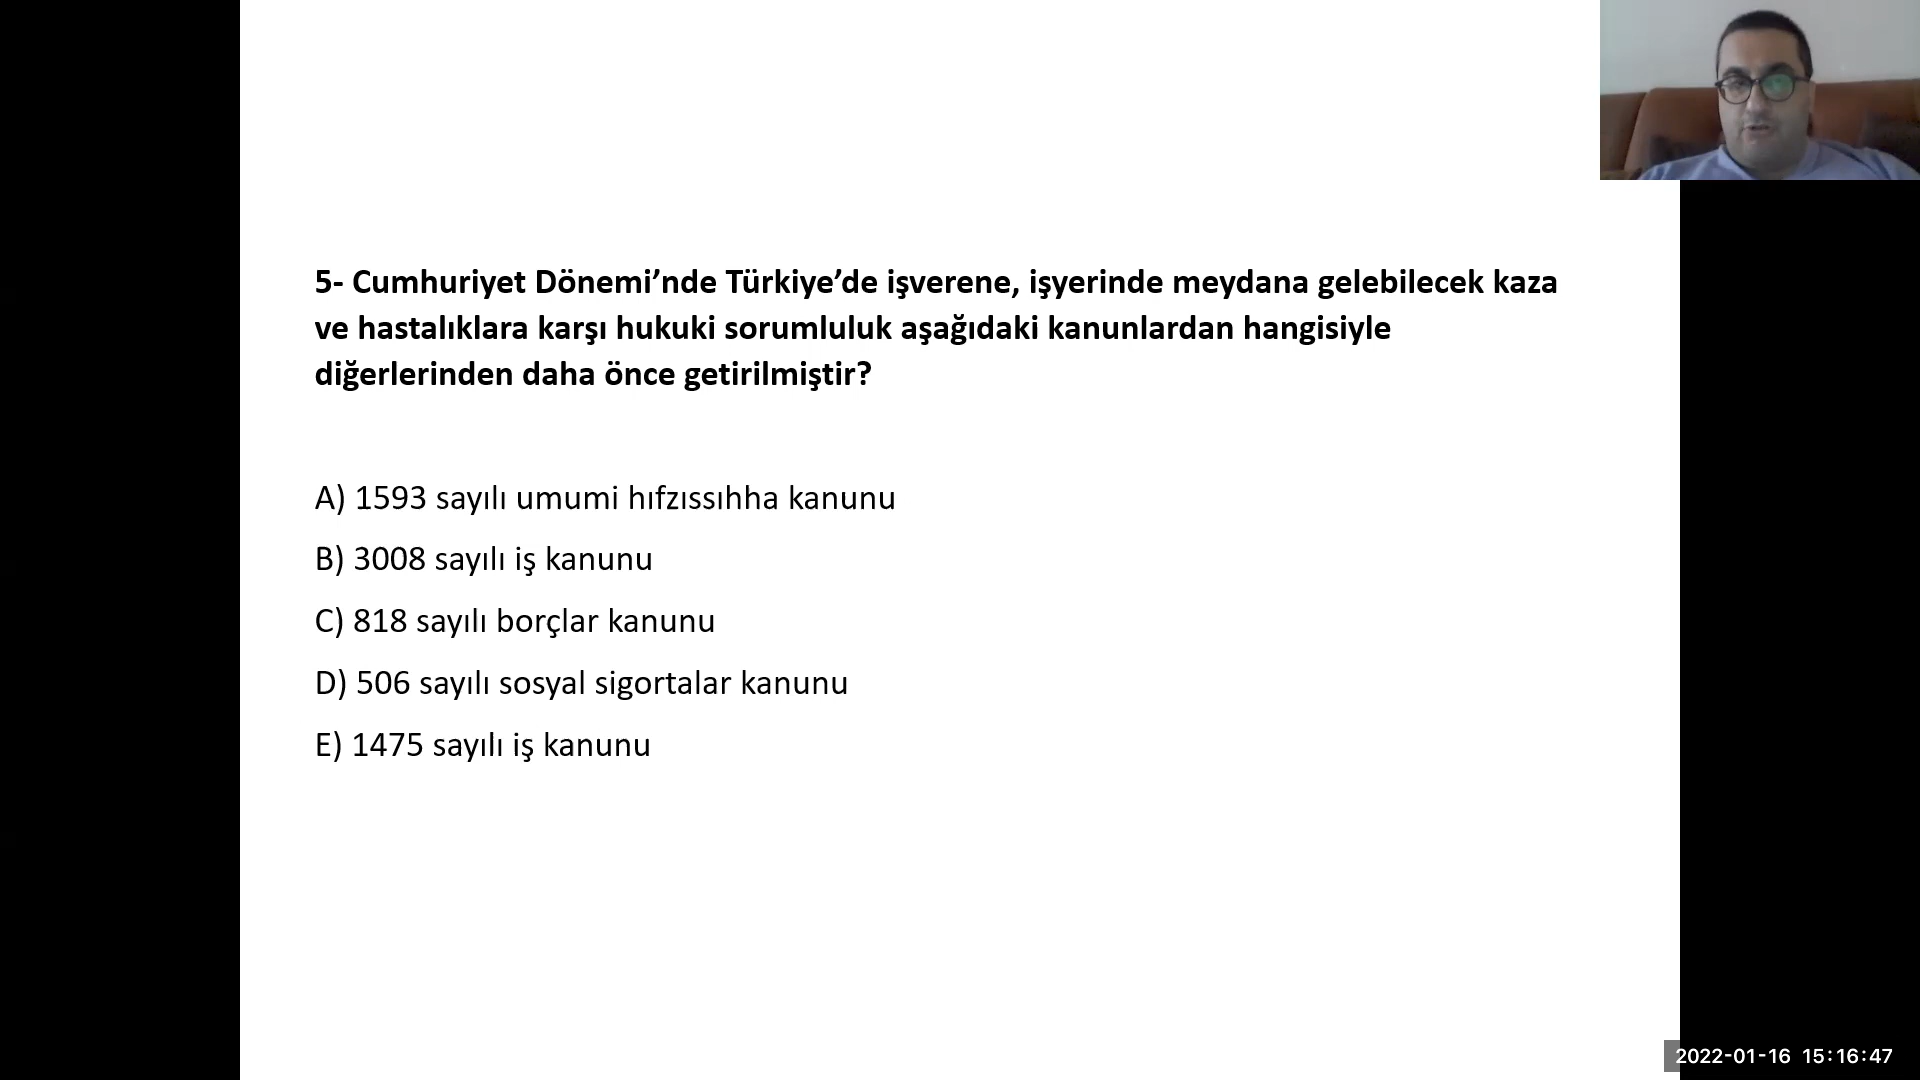 5- Cumhuriyet Dönemi’nde Türkiye’de işverene, işyerinde meydana gelebilecek kaza
ve hastalıklara karşı hukuki sorumluluk aşağıdaki kanunlardan hangisiyle
diğerlerinden daha önce getirilmiştir?
A) 1593 sayılı umumi hıfzıssıhha kanunu
B) 3008 sayılı iş kanunu
C) 818 sayılı borçlar kanunu
D) 506 sayılı sosyal sigortalar kanunu
E) 1475 sayılı iş kanunu
2022-01-16 15:16:47